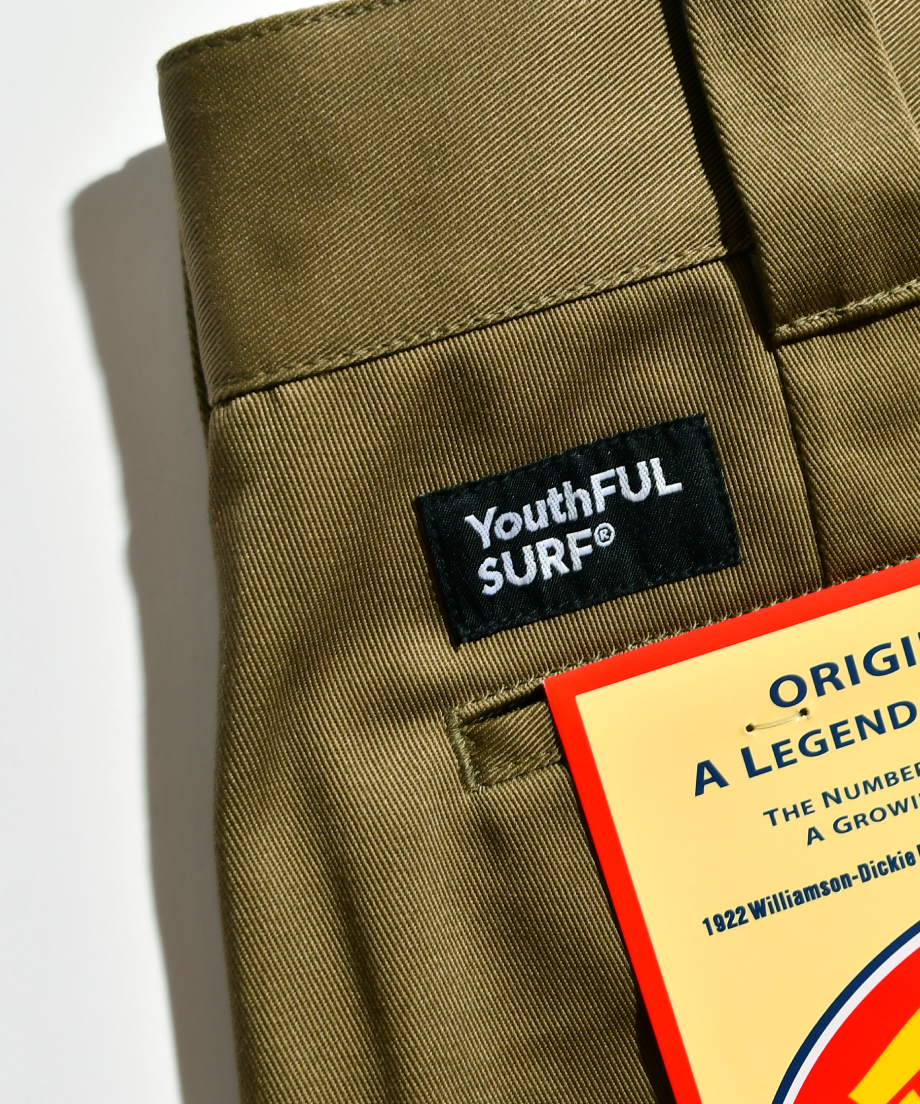 YouthFUL
SURF®
ORIGI
A LEGEND
THE NUMBER
A GROWI
1922 Williamson-Dickie